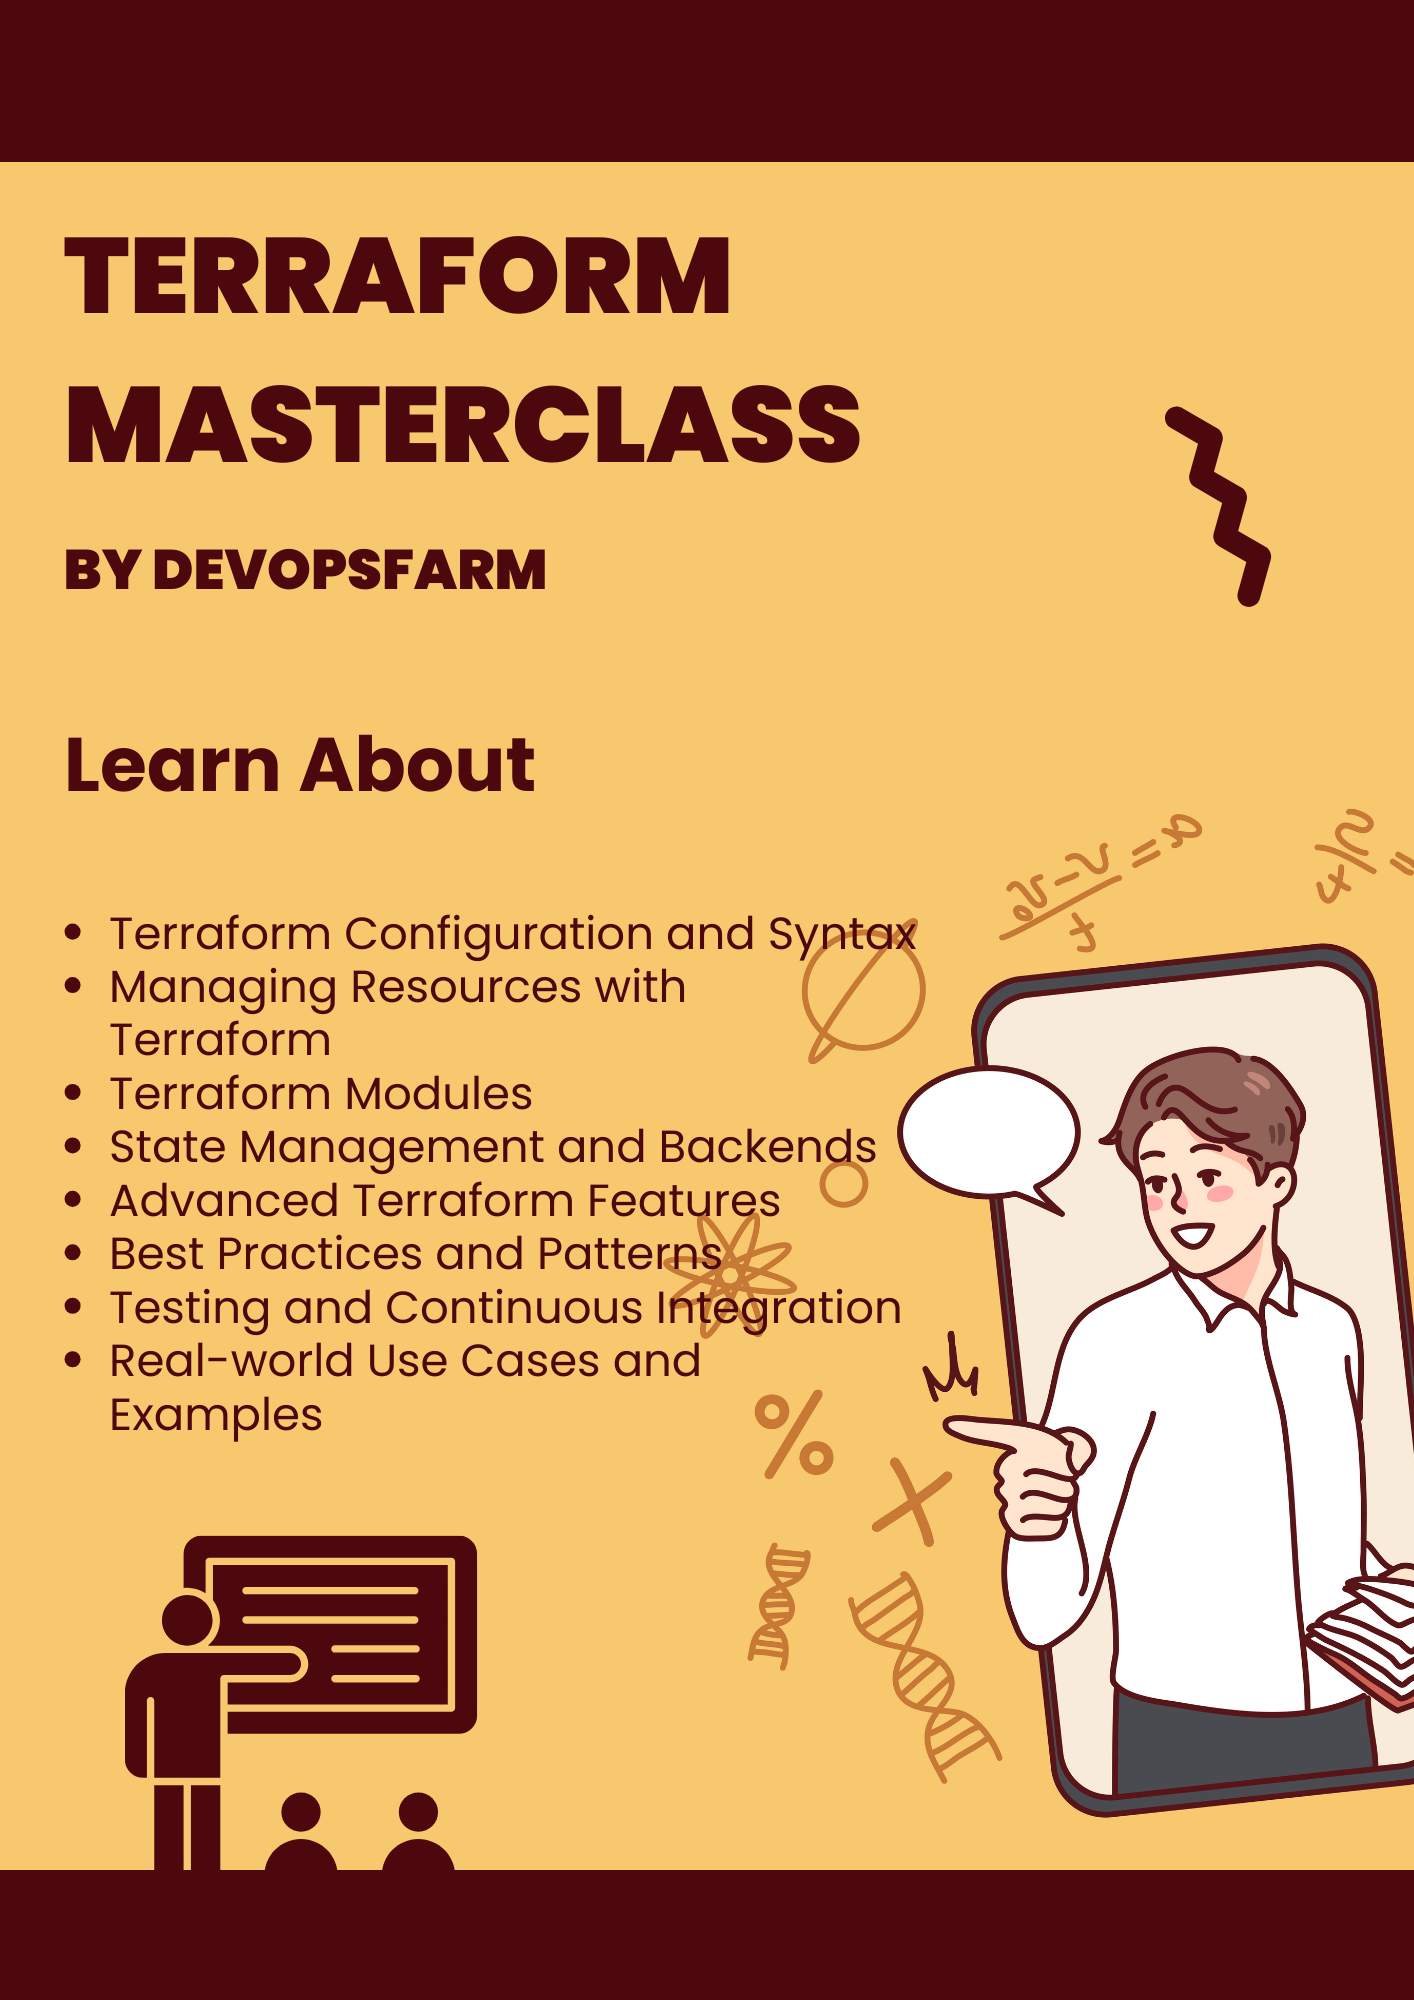 TERRAFORM
MASTERCLASS
BY DEVOPSFARM
Learn About
• Terraform Configuration and Syntax
• Managing Resources with
Terraform
• Terraform Modules
• State Management and Backends
• Advanced Terraform Features
• Best Practices and Patterns
• Testing and Continuous Integration
• Real-world Use Cases and
Examples
%